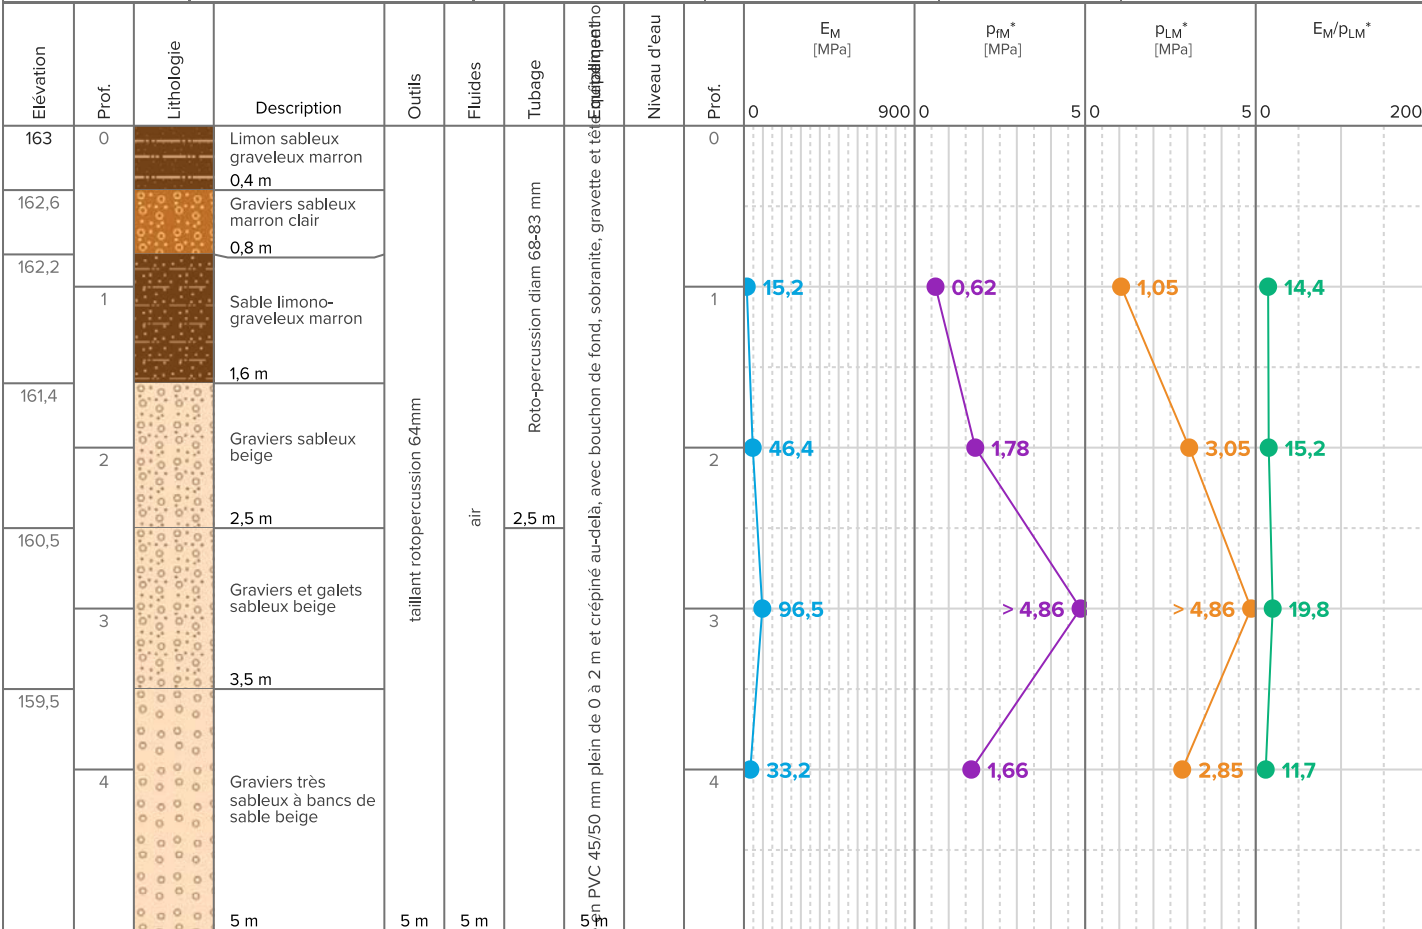 Elévation
Prof.
Lithologie
Description
Outils
Fluides
Tubage
Niveau d'eau
Prof.
E_M
[MPa]
0 900
p_fM*
[MPa]
0 5
p_LM*
[MPa]
0 5
E_M/p_LM*
0 200
163
162,6
162,2
161,4
160,5
159,5
0
1
2
3
4
Limon sableux
graveleux marron
0,4 m
Graviers sableux
marron clair
0,8 m
Sable limono-
graveleux marron
1,6 m
Graviers sableux
beige
2,5 m
Graviers et galets
sableux beige
3,5 m
Graviers très
sableux à bancs de
sable beige
5 m
taillant rotopercussion 64mm
5 m
air
5 m
Roto-percussion diam 68-83 mm
2,5 m
en PVC 45/50 mm plein de 0 à 2 m et crépiné au-delà, avec bouchon de fond, sobranite, gravette et tête
5 m
0
1
2
3
4
15,2
46,4
96,5
33,2
0,62
1,78
> 4,86
1,66
1,05
3,05
> 4,86
2,85
14,4
15,2
19,8
11,7